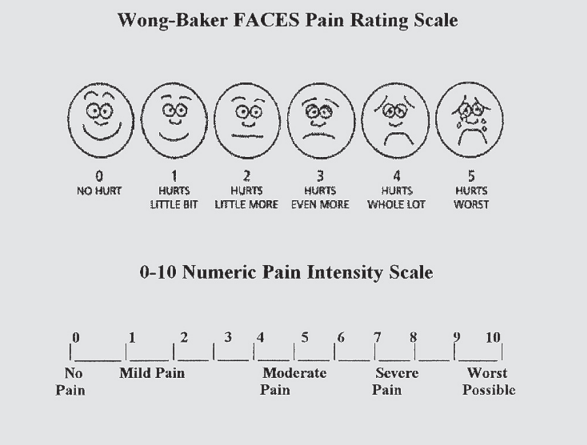 Wong-Baker FACES Pain Rating Scale
0 1 2 3 4 5
NO HURT HURTS HURTS HURTS HURTS HURTS
LITTLE BIT LITTLE MORE EVEN MORE WHOLE LOT WORST
0-10 Numeric Pain Intensity Scale
0 1 2 3 4 5 6 7 8 9 10
No Mild Pain Moderate Severe Worst
Pain Pain Pain Possible